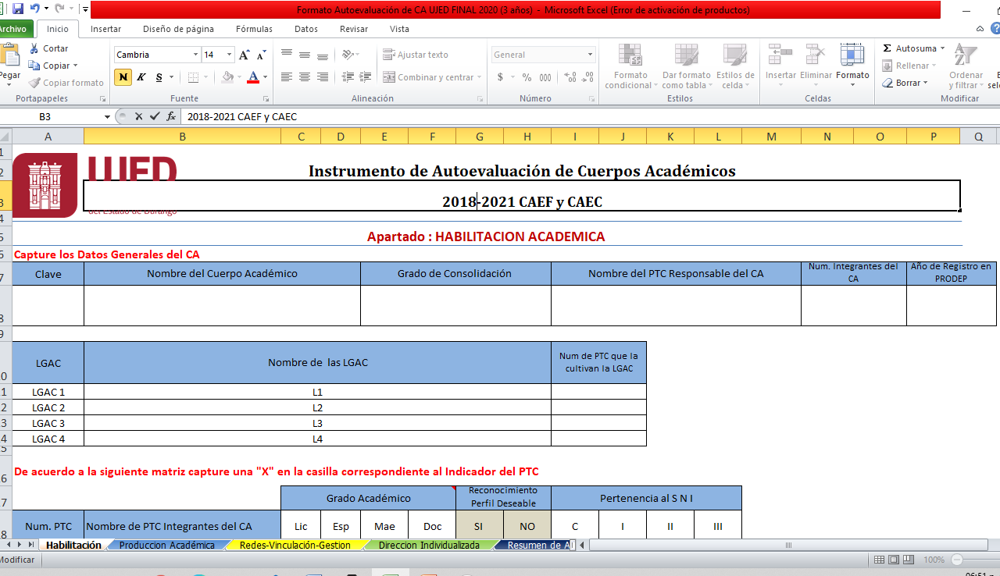 Formato Autoevaluación de CA UJED FINAL 2020 (3 años) - Microsoft Excel (Error de activación de productos)
Archivo Inicio Insertar Diseño de página Fórmulas Datos Revisar Vista
Pegar Cortar Copiar Copiar formato
Cambria 14 Ajustar texto General Autosuma
N K S Combinar y centrar $ % 000 Formato condicional Dar formato como tabla Estilos de celda Insertar Eliminar Formato Rellenar Borrar Ordenar y filtrar
Portapapeles Fuente Alineación Número Estilos Celdas Modificar
B3 fx 2018-2021 CAEF y CAEC
A B C D E F G H I J K L M N O P Q
UJED
Instrumento de Autoevaluación de Cuerpos Académicos
2018-2021 CAEF y CAEC
del Estado de Durango
Apartado : HABILITACION ACADEMICA
Capture los Datos Generales del CA
Clave Nombre del Cuerpo Académico Grado de Consolidación Nombre del PTC Responsable del CA Num. Integrantes del CA Año de Registro en PRODEP
LGAC Nombre de las LGAC Num de PTC que la cultivan la LGAC
LGAC 1 L1
LGAC 2 L2
LGAC 3 L3
LGAC 4 L4
De acuerdo a la siguiente matriz capture una "X" en la casilla correspondiente al Indicador del PTC
Grado Académico Reconocimiento Perfil Deseable Pertenencia al S N I
Num. PTC Nombre de PTC Integrantes del CA Lic Esp Mae Doc SI NO C I II III
Habilitación Produccion Académica Redes-Vinculación-Gestion Direccion Individualizada Resumen de
Modificar 100%